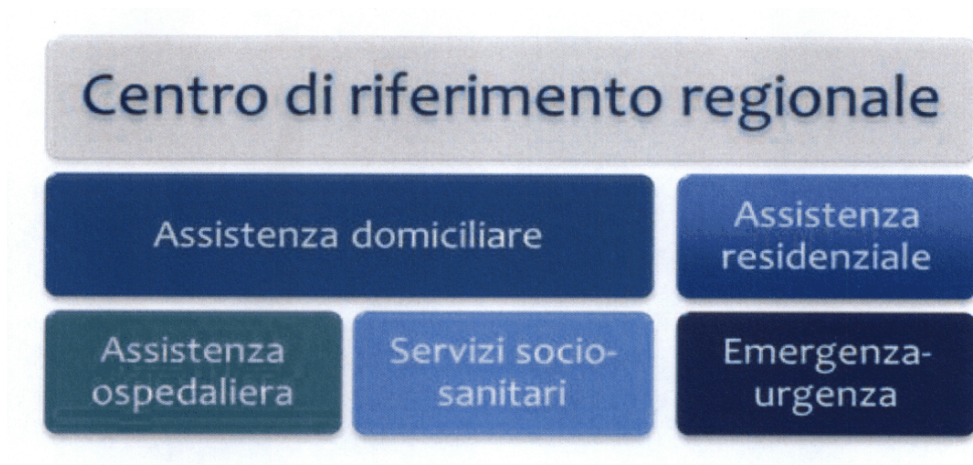 Centro di riferimento regionale
Assistenza domiciliare
Assistenza
residenziale
Assistenza
ospedaliera
Servizi socio-
sanitari
Emergenza-
urgenza